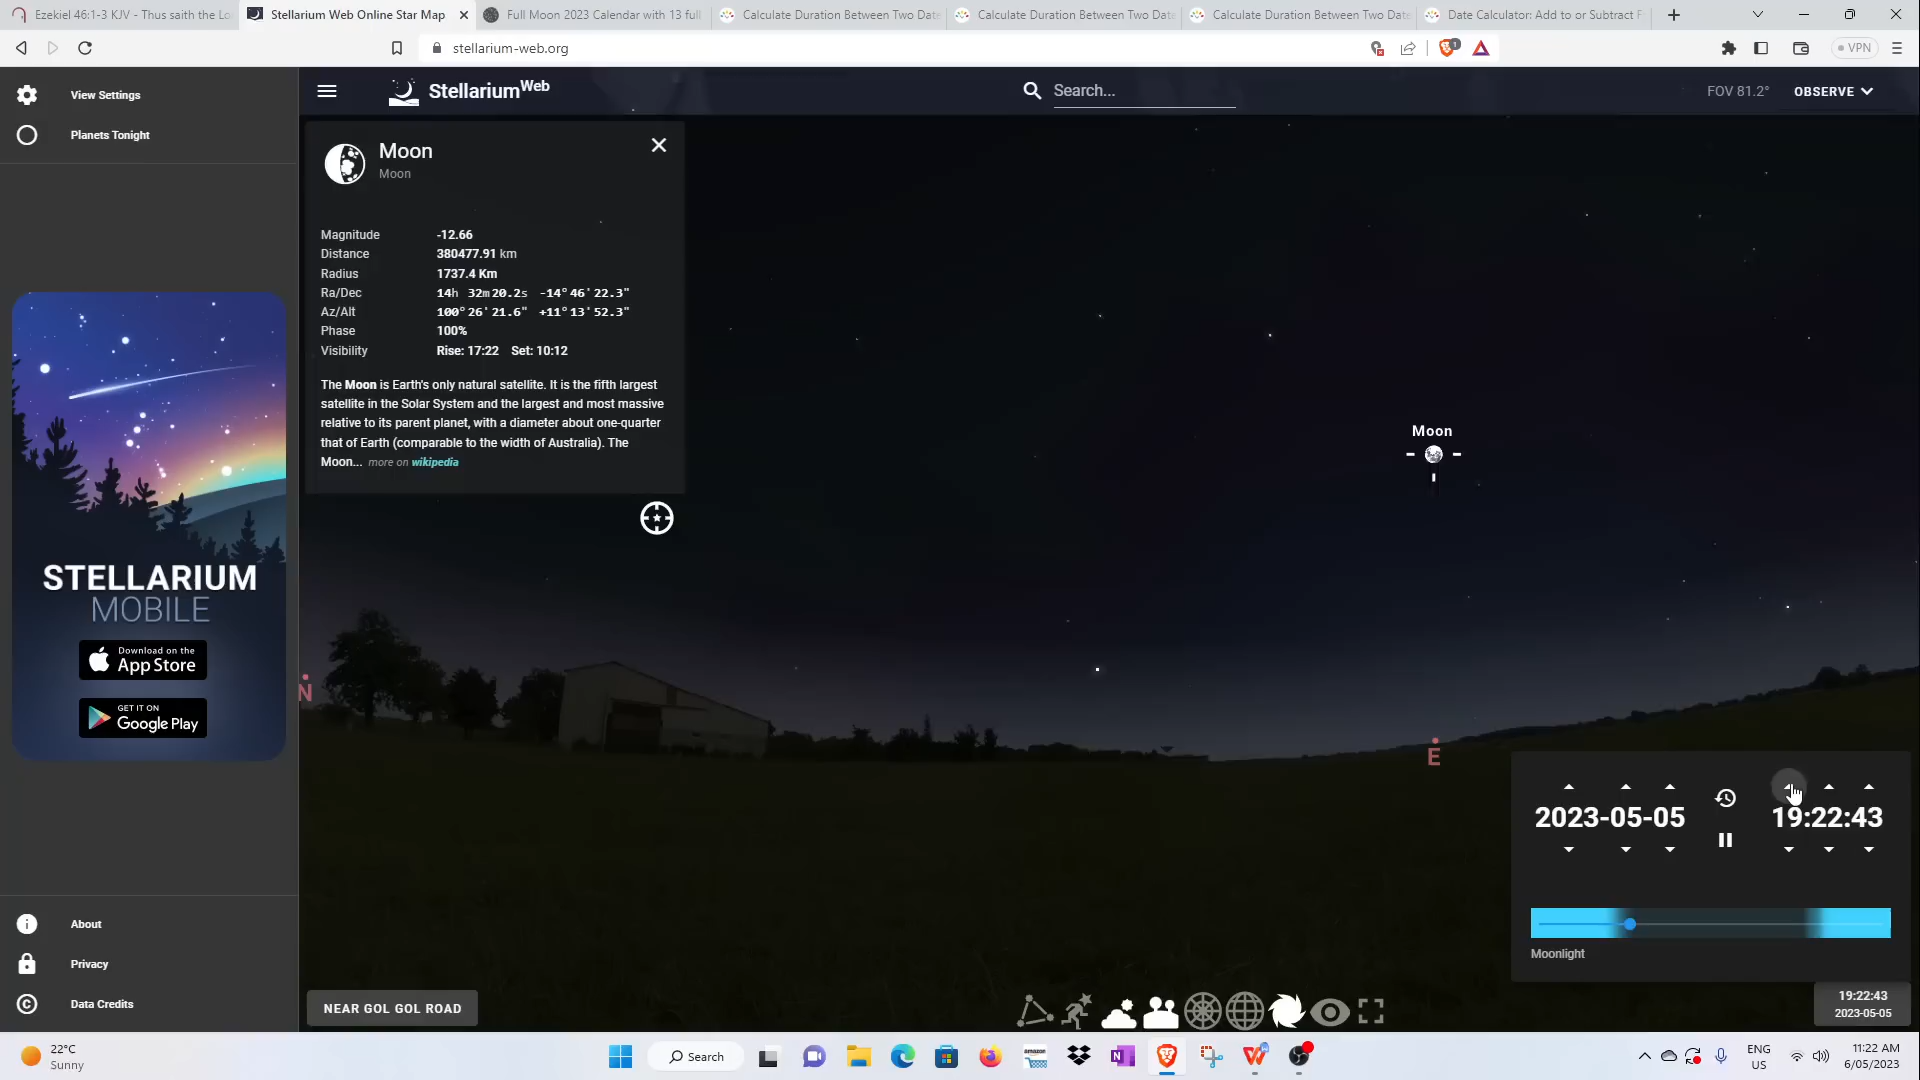 Ezekiel 46:1-3 KJV - Thus saith the Lo
Stellarium Web Online Star Map
Full Moon 2023 Calendar with 13 full
Calculate Duration Between Two Date
Calculate Duration Between Two Date
Calculate Duration Between Two Date
Date Calculator: Add to or Subtract F
stellarium-web.org
1
VPN
View Settings
Planets Tonight
StellariumWeb
Search...
FOV 81.2°
OBSERVE
Moon
Moon
Magnitude -12.66
Distance 380477.91 km
Radius 1737.4 Km
Ra/Dec 14h 32m 20.2s -14°46'22.3"
Az/Alt 100°26'21.6" +11°13'52.3"
Phase 100%
Visibility Rise: 17:22 Set: 10:12
The Moon is Earth's only natural satellite. It is the fifth largest
satellite in the Solar System and the largest and most massive
relative to its parent planet, with a diameter about one-quarter
that of Earth (comparable to the width of Australia). The
Moon... more on wikipedia
Moon
N
E
STELLARIUM
MOBILE
Download on the
App Store
GET IT ON
Google Play
2023-05-05
19:22:43
Moonlight
About
Privacy
Data Credits
NEAR GOL GOL ROAD
19:22:43
2023-05-05
22°C
Sunny
Search
amazon
ENG
US
11:22 AM
6/05/2023